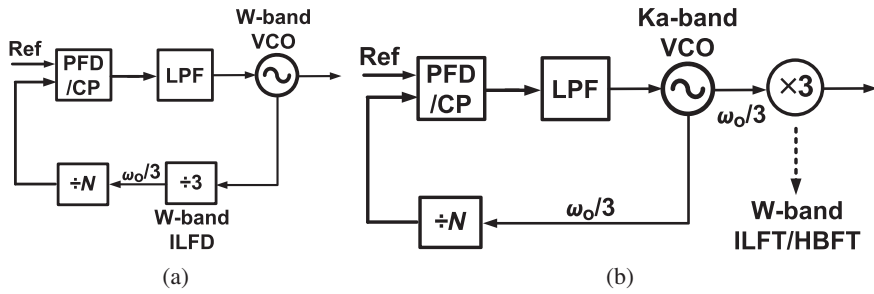 W-band
VCO
Ref
PFD
/CP
LPF
÷N
ωo/3
÷3
W-band
ILFD
(a)
Ka-band
VCO
Ref
PFD
/CP
LPF
ωo/3
×3
÷N
ωo/3
W-band
ILFT/HBFT
(b)